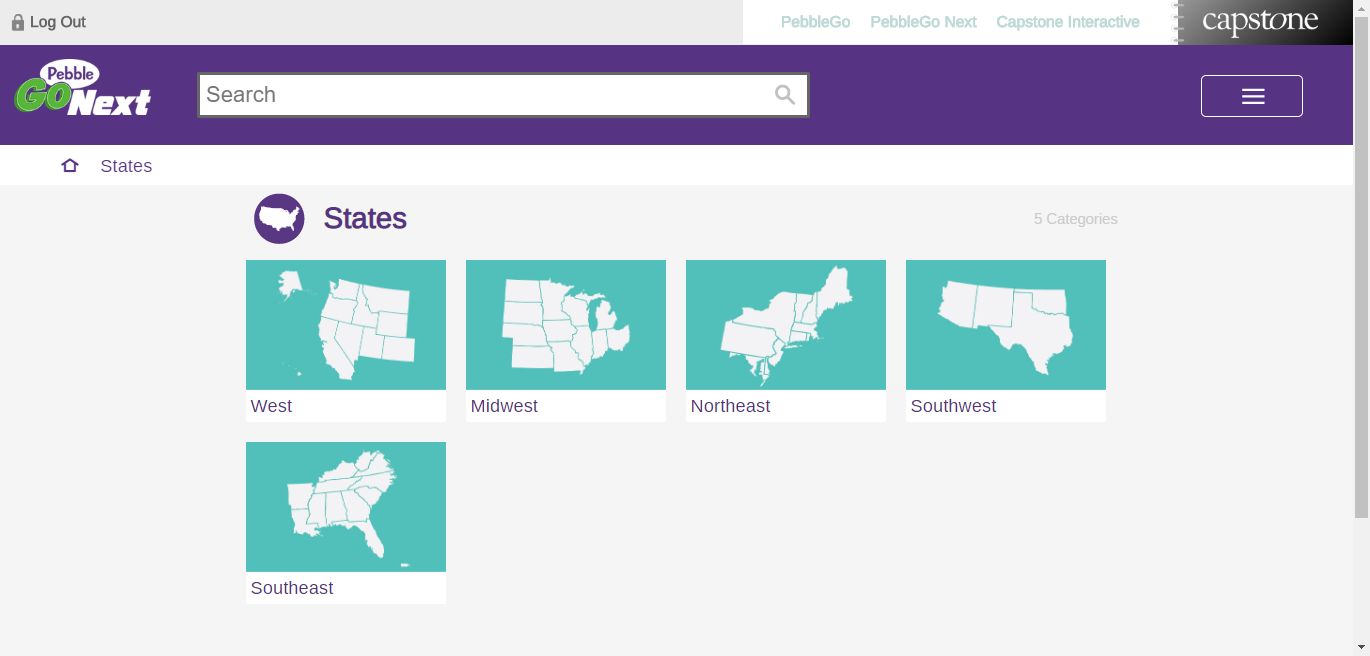 Log Out
PebbleGo PebbleGo Next Capstone Interactive capstone
Pebble
GO Next
Search
States
States
5 Categories
West Midwest Northeast Southwest
Southeast